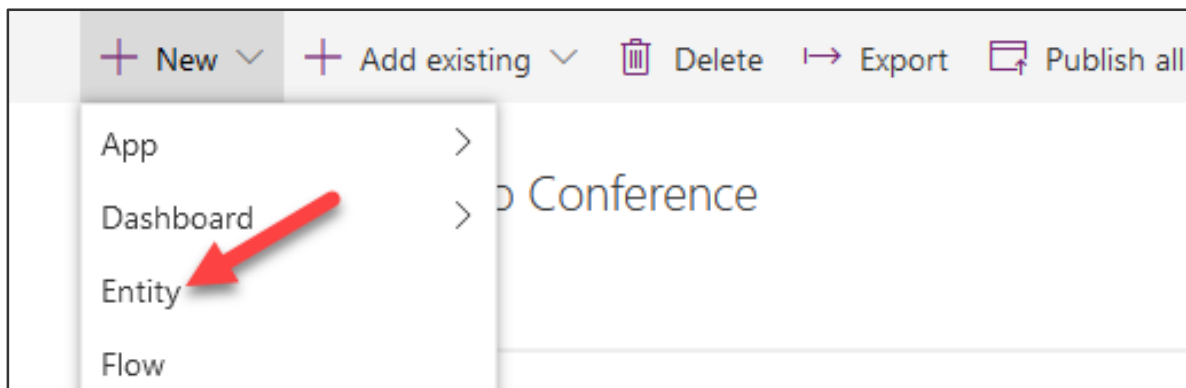 New Add existing Delete Export Publish all
App
Conference
Dashboard
Entity
Flow